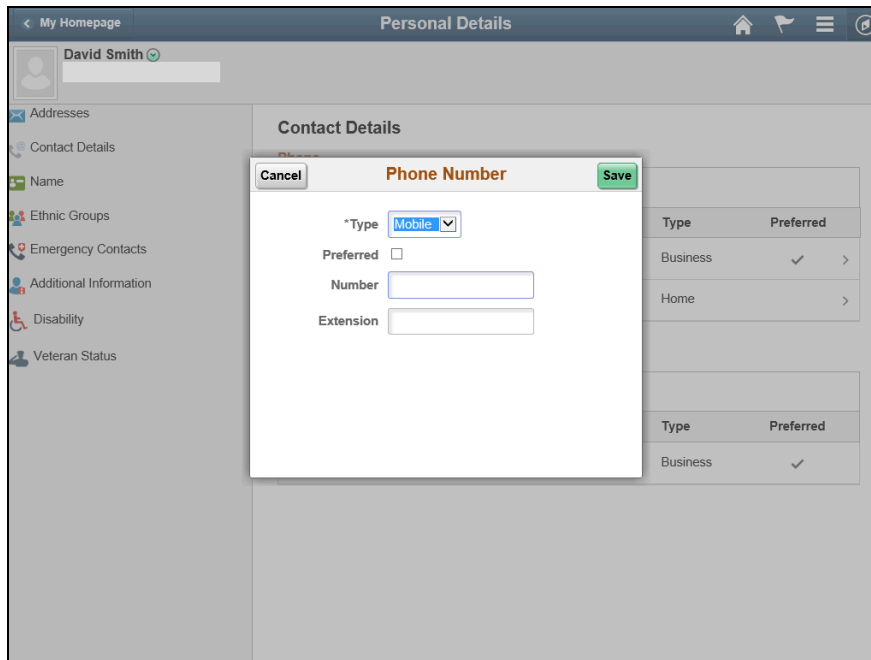 My Homepage
Personal Details
David Smith
Addresses
Contact Details
Name
Ethnic Groups
Emergency Contacts
Additional Information
Disability
Veteran Status
Contact Details
Phone
Cancel
Phone Number
Save
*Type Mobile
Preferred
Number
Extension
Type Preferred
Business
Home
Type Preferred
Business